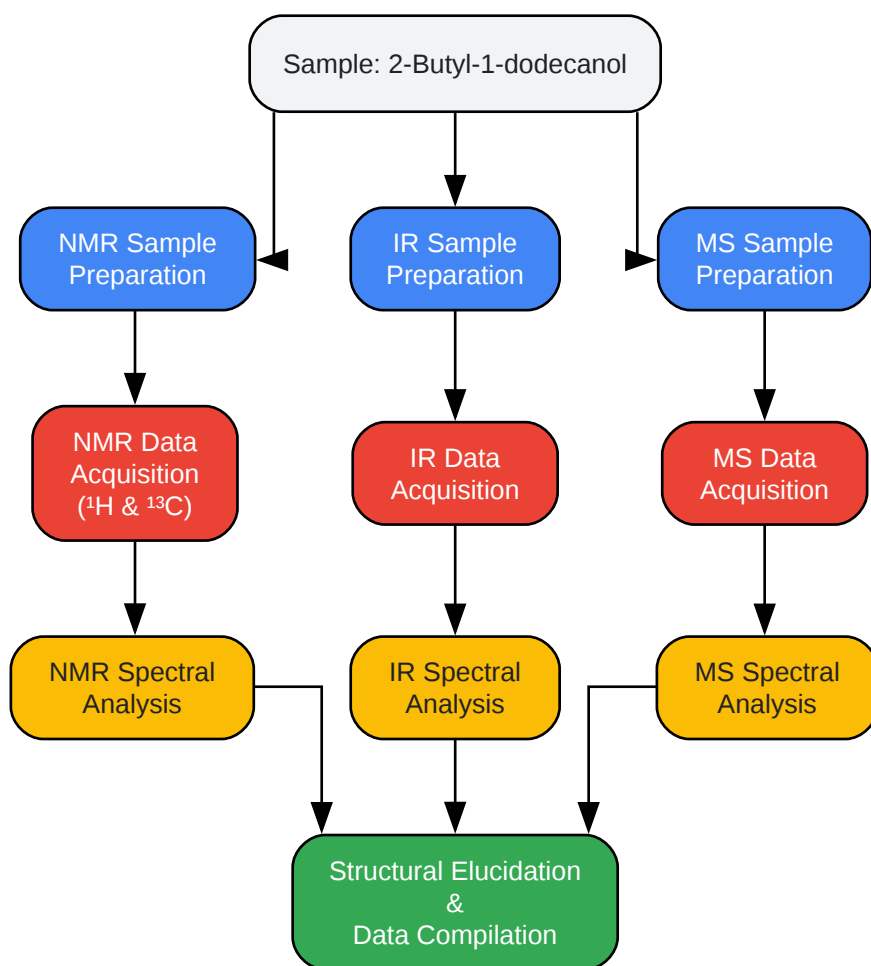 Sample: 2-Butyl-1-dodecanol
NMR Sample
Preparation
IR Sample
Preparation
MS Sample
Preparation
NMR Data
Acquisition
(¹H & ¹³C)
IR Data
Acquisition
MS Data
Acquisition
NMR Spectral
Analysis
IR Spectral
Analysis
MS Spectral
Analysis
Structural Elucidation
&
Data Compilation